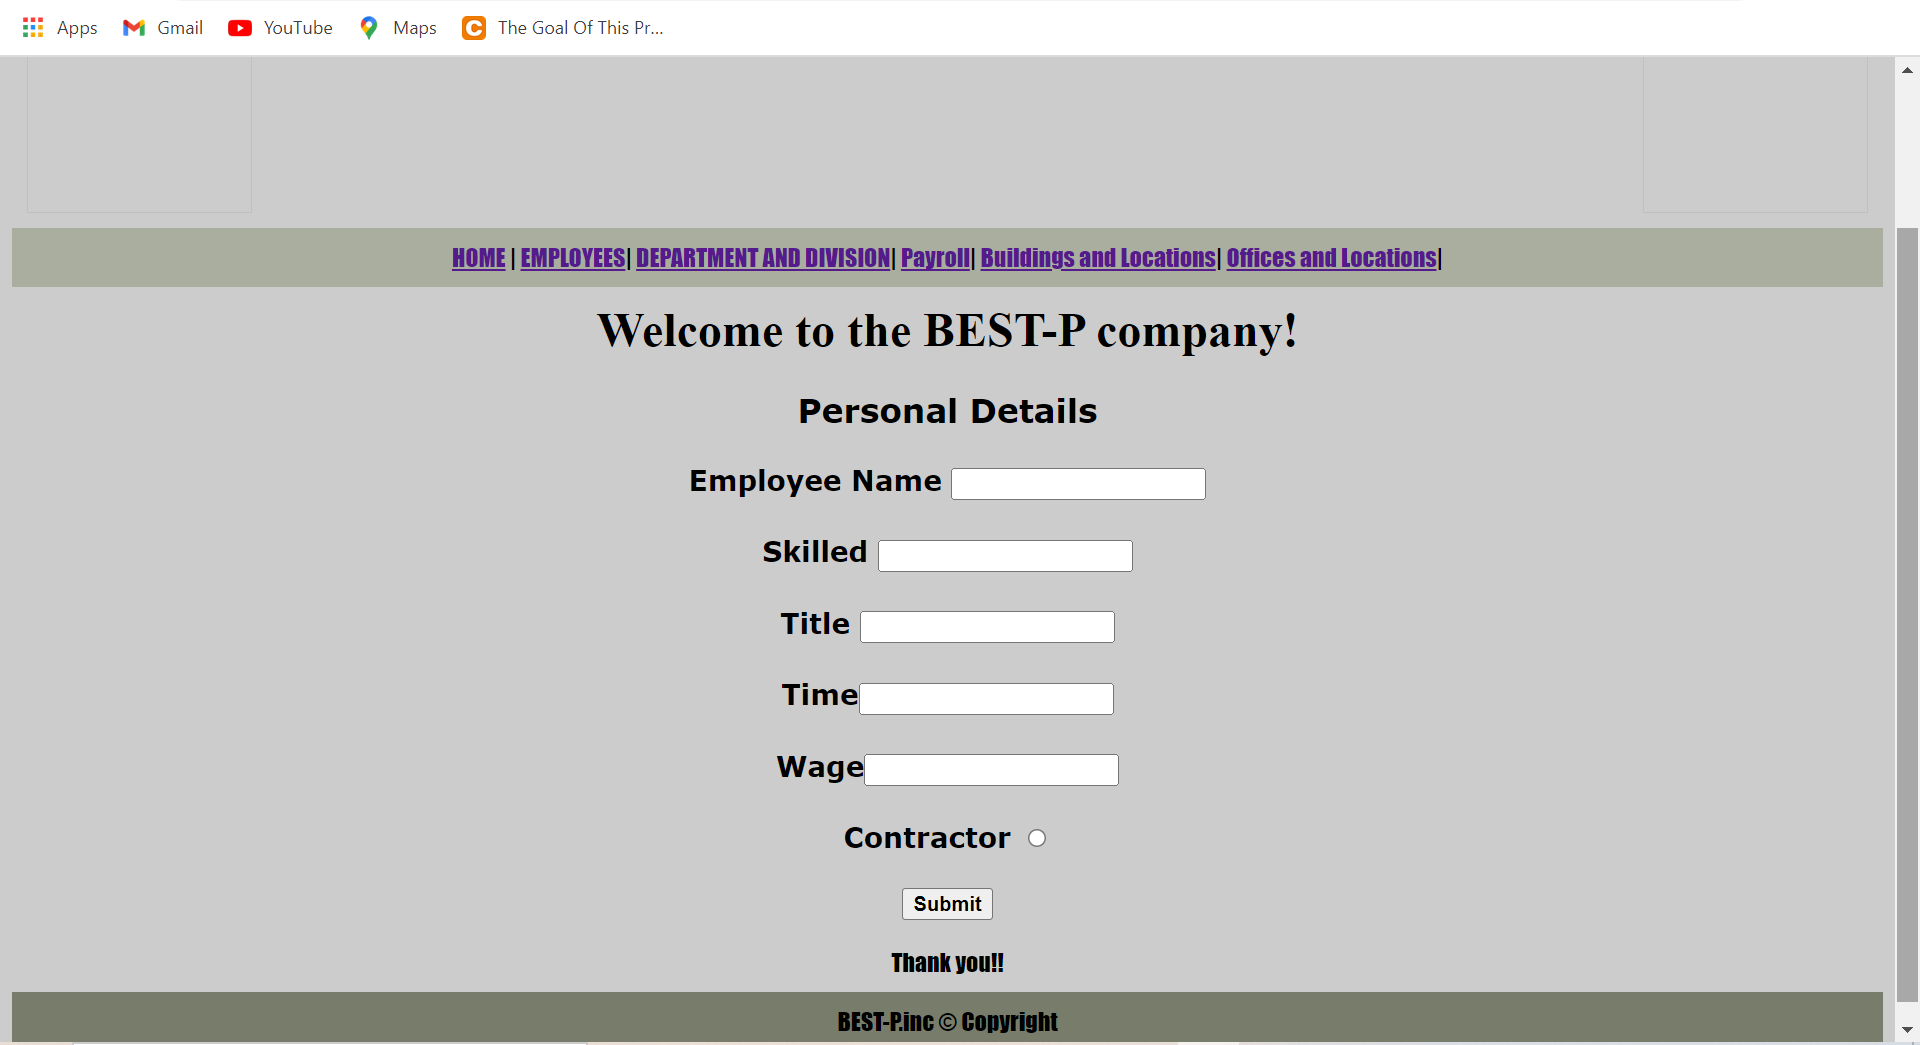 Apps Gmail YouTube Maps The Goal Of This Pr...
HOME | EMPLOYEES| DEPARTMENT AND DIVISION| Payroll| Buildings and Locations| Offices and Locations|
Welcome to the BEST-P company!
Personal Details
Employee Name
Skilled
Title
Time
Wage
Contractor
Submit
Thank you!!
BEST-P.inc © Copyright